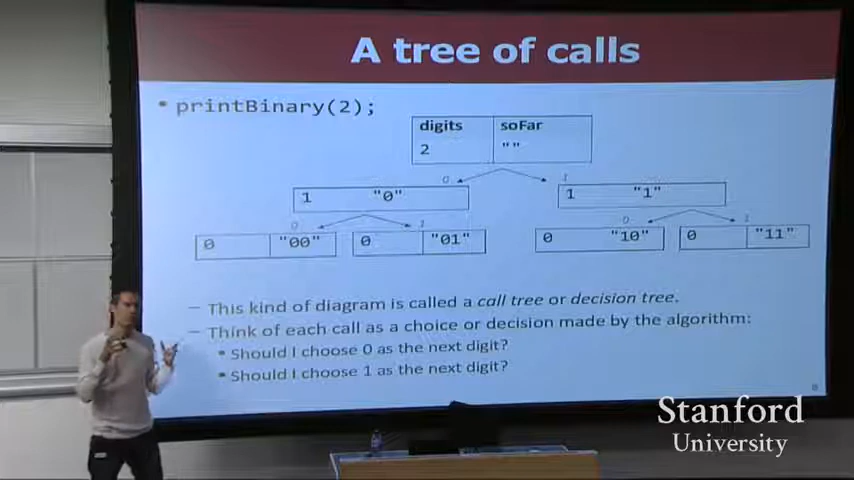 A tree of calls
• printBinary(2);
digits soFar
2 ""
0 1
1 "0" 1 "1"
0 1 0 1
0 "00" 0 "01" 0 "10" 0 "11"
– This kind of diagram is called a call tree or decision tree.
– Think of each call as a choice or decision made by the algorithm:
• Should I choose 0 as the next digit?
• Should I choose 1 as the next digit?
8
Stanford
University